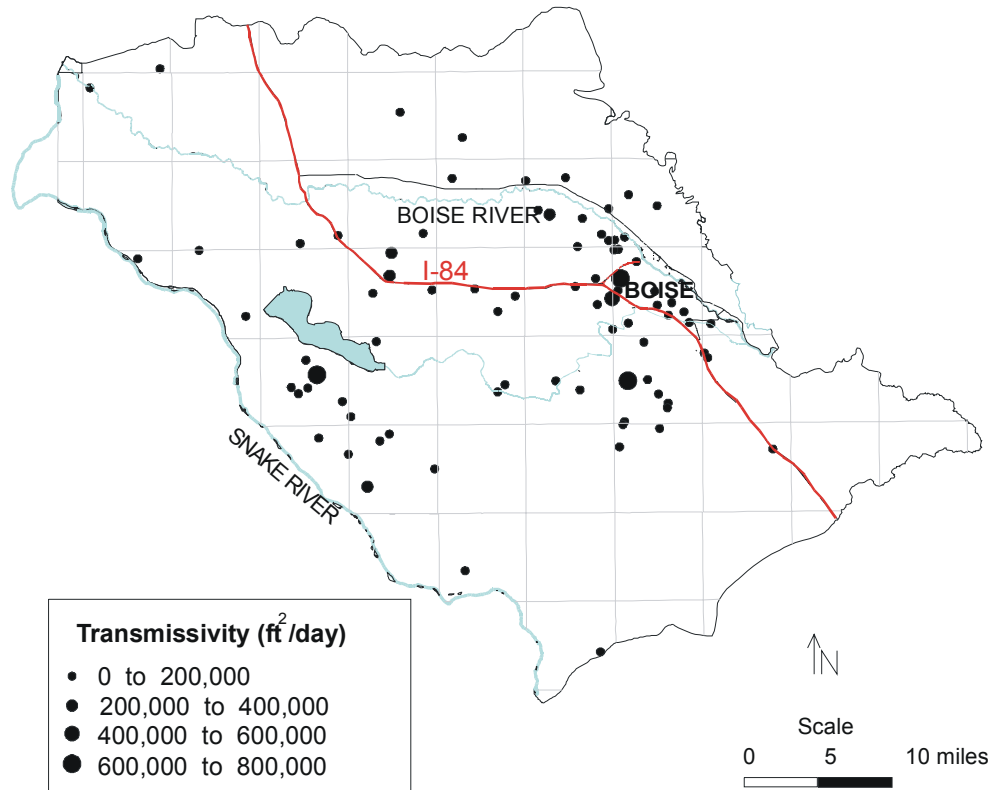 BOISE RIVER
I-84
BOISE
SNAKE RIVER
Transmissivity (ft²/day)
0 to 200,000
200,000 to 400,000
400,000 to 600,000
600,000 to 800,000
N
Scale
0 5 10 miles